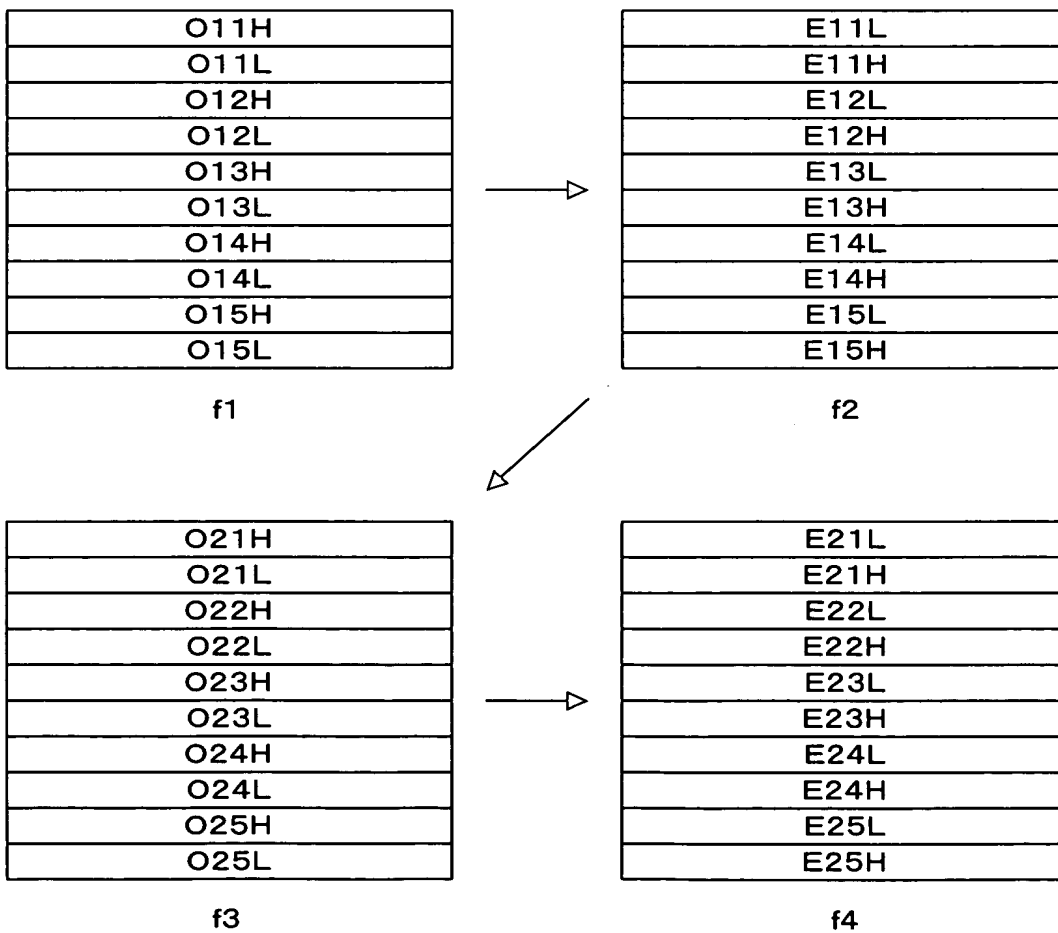 O11H
O11L
O12H
O12L
O13H
O13L
O14H
O14L
O15H
O15L
f1
E11L
E11H
E12L
E12H
E13L
E13H
E14L
E14H
E15L
E15H
f2
O21H
O21L
O22H
O22L
O23H
O23L
O24H
O24L
O25H
O25L
f3
E21L
E21H
E22L
E22H
E23L
E23H
E24L
E24H
E25L
E25H
f4